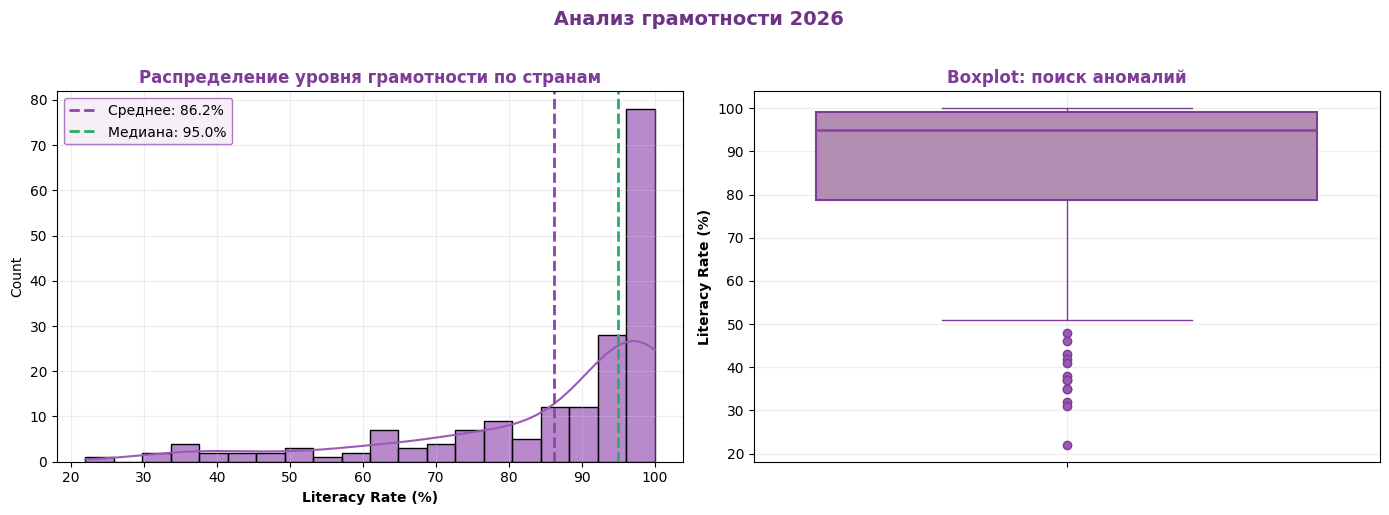 Анализ грамотности 2026
Распределение уровня грамотности по странам
Среднее: 86.2%
Медиана: 95.0%
80
70
60
50
40
30
20
10
0
Count
20 30 40 50 60 70 80 90 100
Literacy Rate (%)
Boxplot: поиск аномалий
100
90
80
70
60
50
40
30
20
Literacy Rate (%)